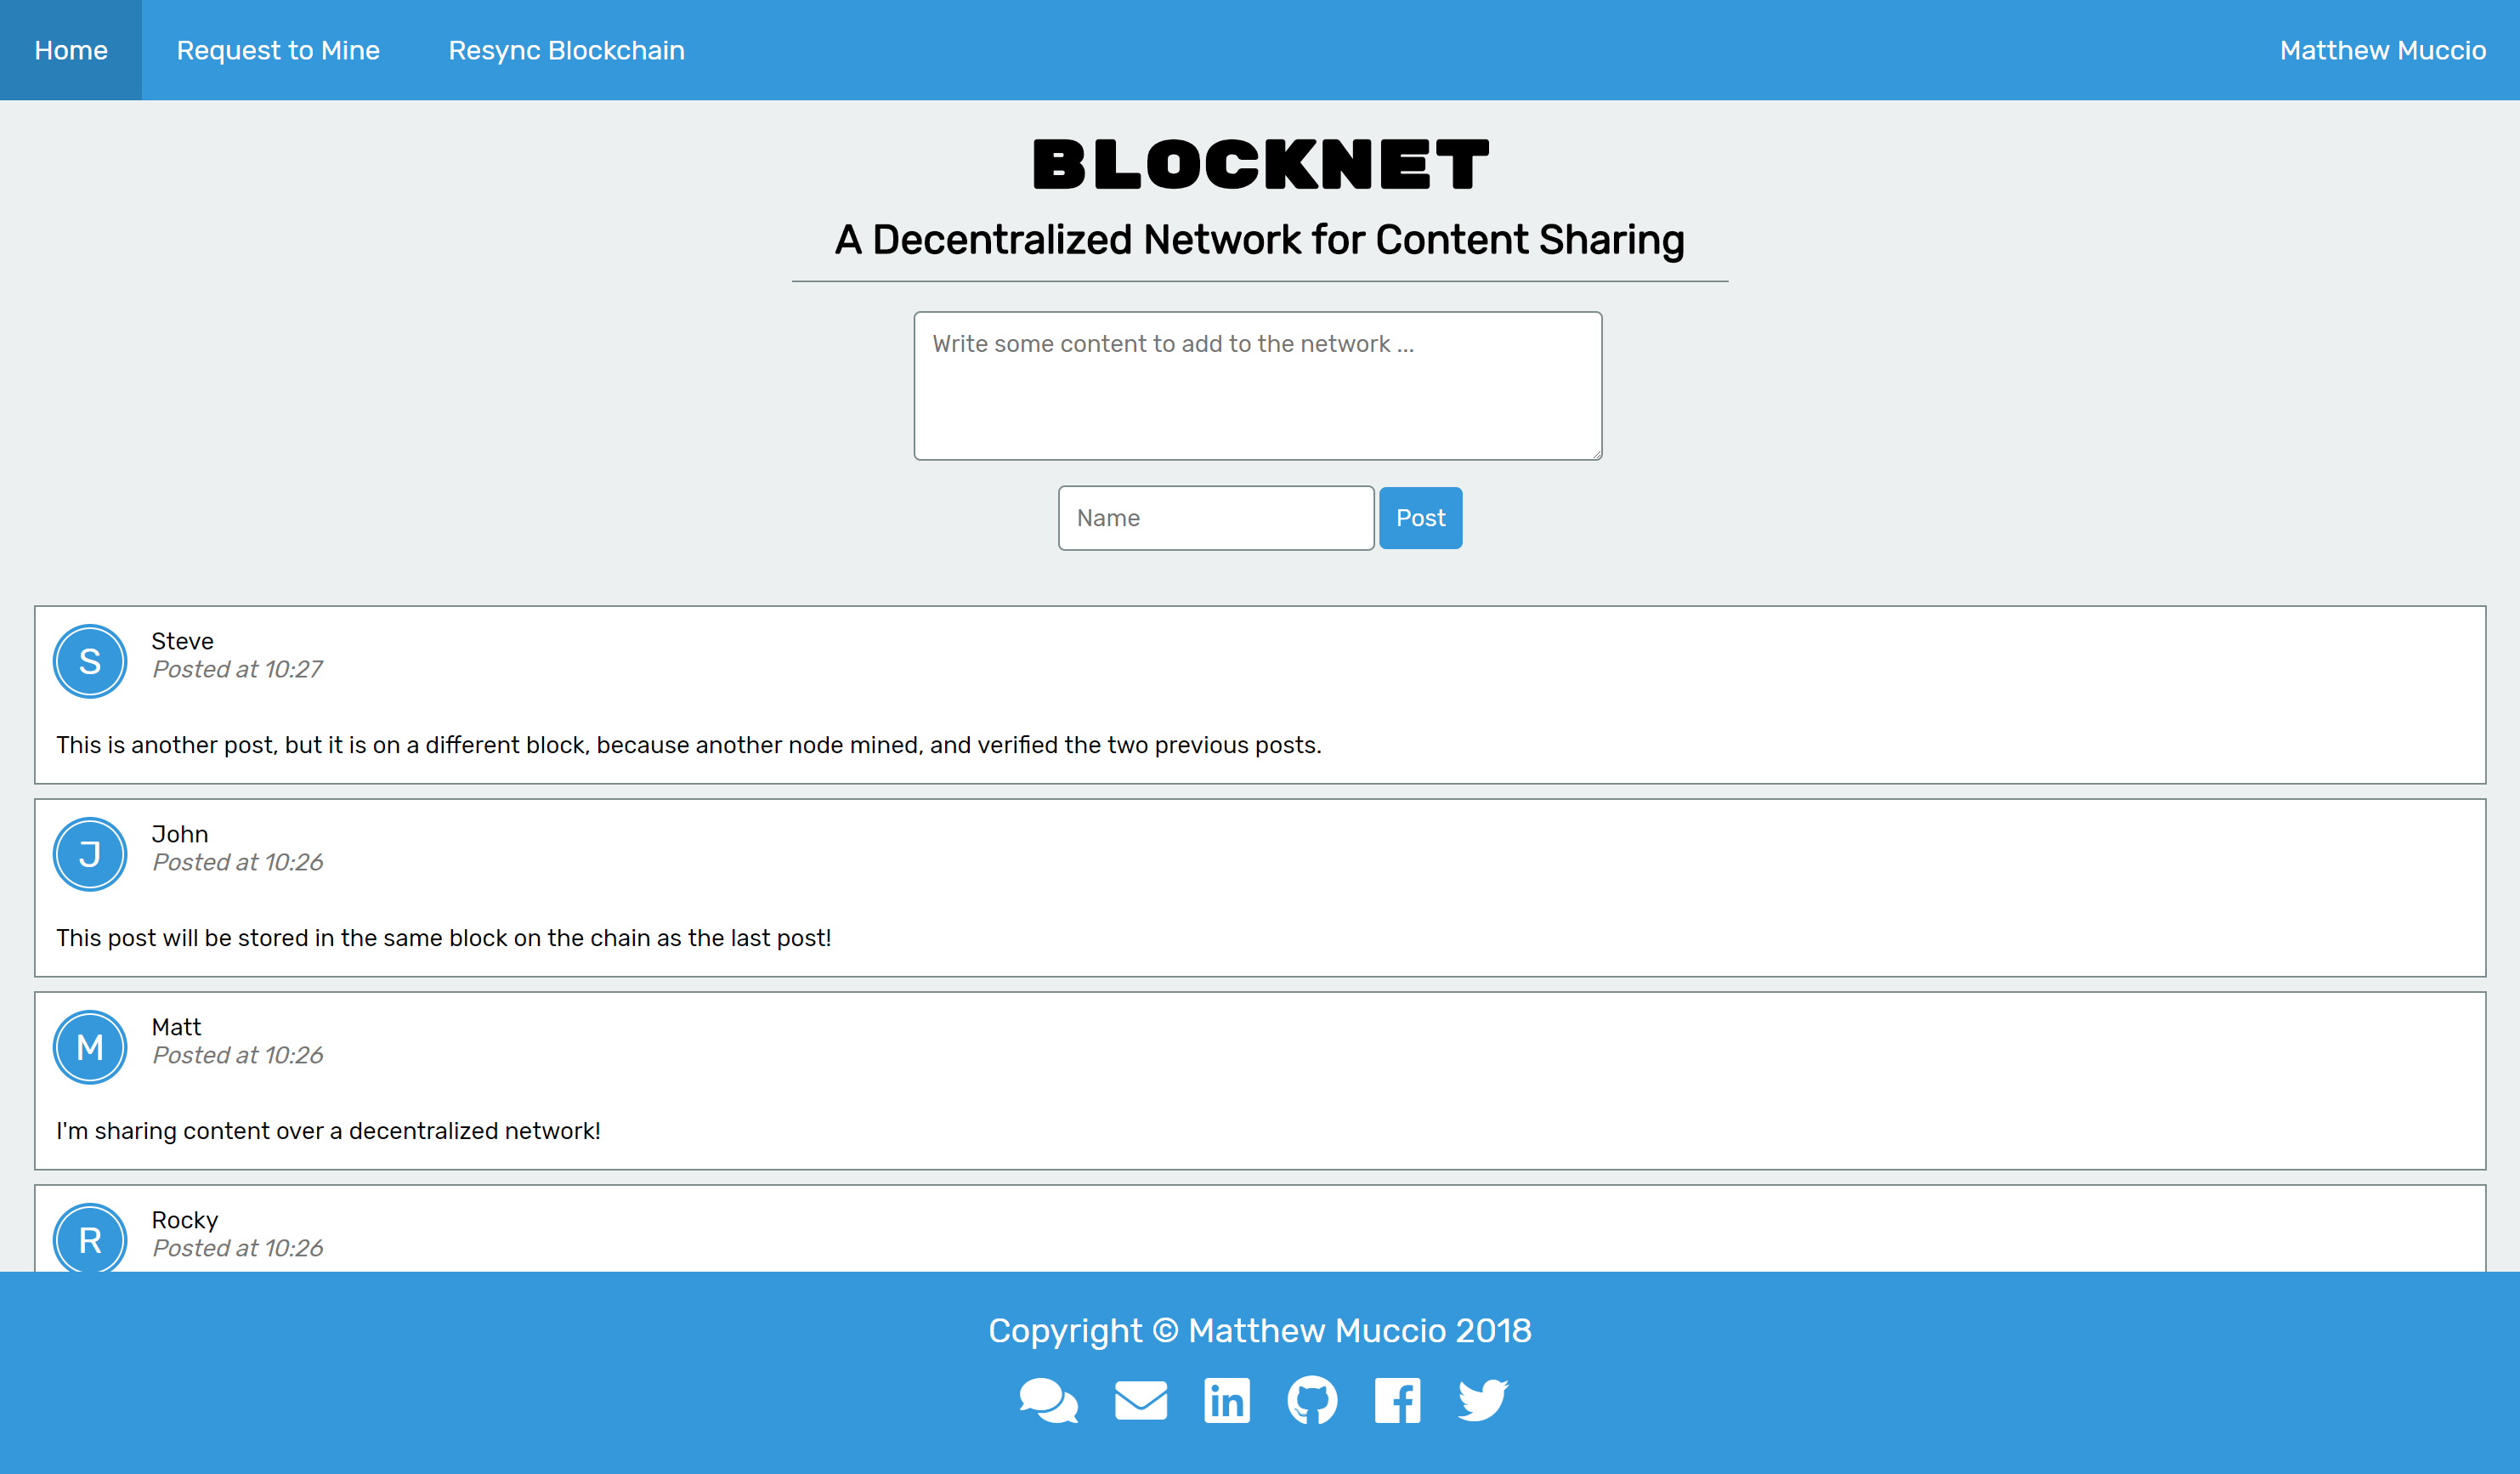 Home Request to Mine Resync Blockchain Matthew Muccio
BLOCKNET
A Decentralized Network for Content Sharing
Write some content to add to the network ...
Name Post
S Steve
Posted at 10:27
This is another post, but it is on a different block, because another node mined, and verified the two previous posts.
J John
Posted at 10:26
This post will be stored in the same block on the chain as the last post!
M Matt
Posted at 10:26
I'm sharing content over a decentralized network!
R Rocky
Posted at 10:26
Copyright © Matthew Muccio 2018